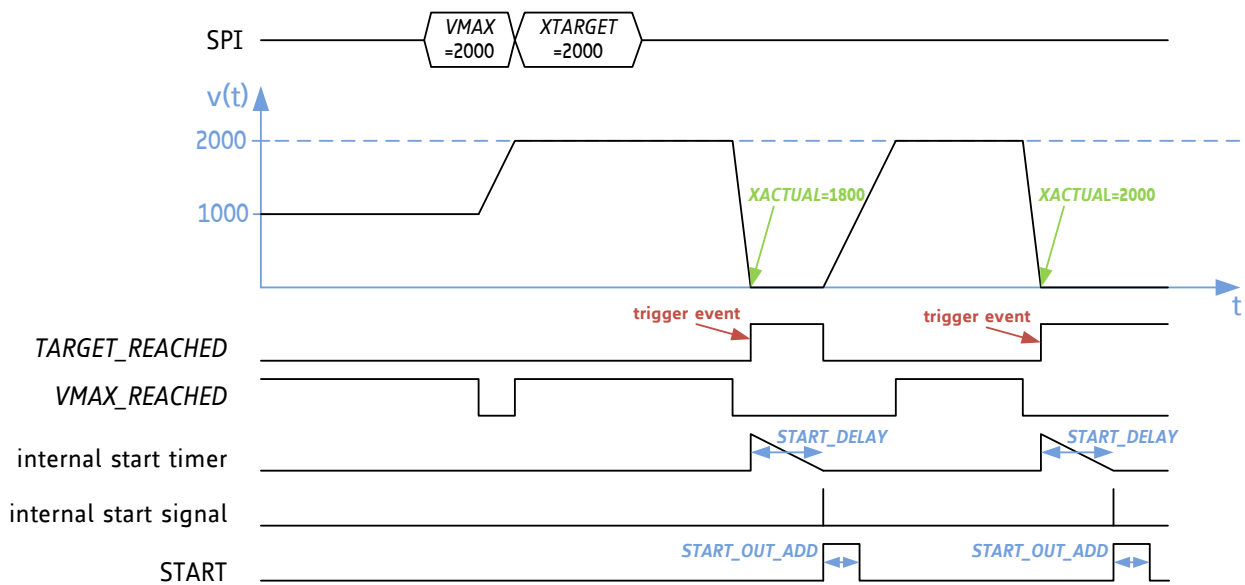 SPI
VMAX
=2000
XTARGET
=2000
v(t)
2000
1000
XACTUAL=1800
XACTUAL=2000
t
trigger event
trigger event
TARGET_REACHED
VMAX_REACHED
START_DELAY
START_DELAY
internal start timer
internal start signal
START_OUT_ADD
START_OUT_ADD
START